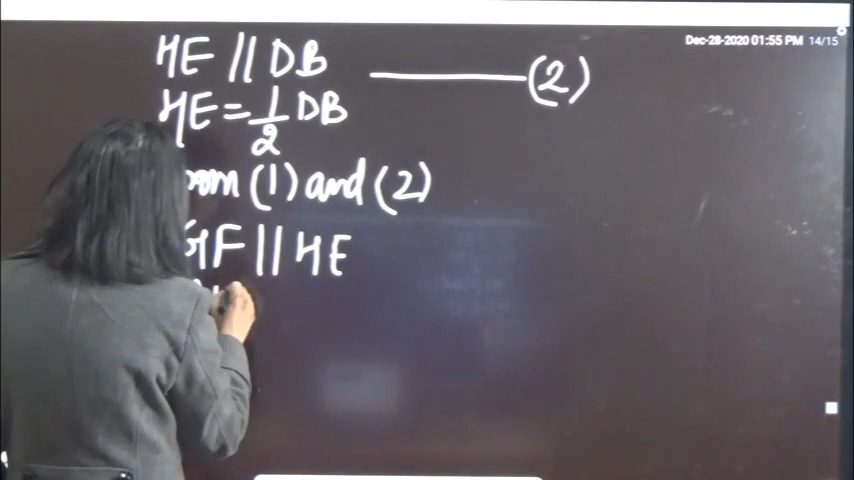 Dec-28-2020 01:55 PM 14/15
HE || DB ———(2)
HE = 1/2 DB
(1) and (2)
GF || HE